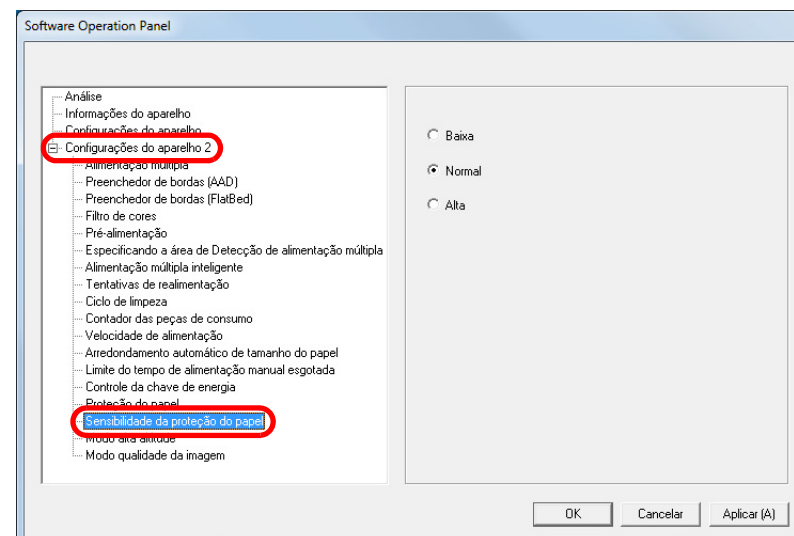 Software Operation Panel
Análise
Informações do aparelho
Configurações do aparelho
Configurações do aparelho 2
Alimentação múltipla
Preenchedor de bordas (AAD)
Preenchedor de bordas (FlatBed)
Filtro de cores
Pré-alimentação
Especificando a área de Detecção de alimentação múltipla
Alimentação múltipla inteligente
Tentativas de realimentação
Ciclo de limpeza
Contador das peças de consumo
Velocidade de alimentação
Arredondamento automático de tamanho do papel
Limite do tempo de alimentação manual esgotada
Controle da chave de energia
Proteção do papel
Sensibilidade da proteção do papel
Modo alta altitude
Modo qualidade da imagem
Baixa
Normal
Alta
OK
Cancelar
Aplicar (A)